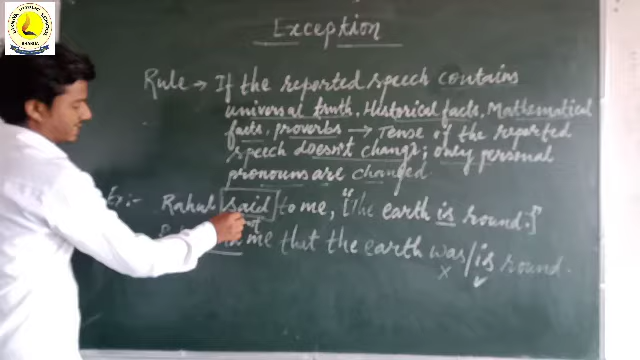 Exception
Rule → If the reported speech contains
universal truth, Historical facts, Mathematical
facts, proverbs → Tense of the reported
speech doesn't change; only personal
pronouns are changed
Ex:- Rahul said to me, "The earth is round."
me that the earth was/is round.